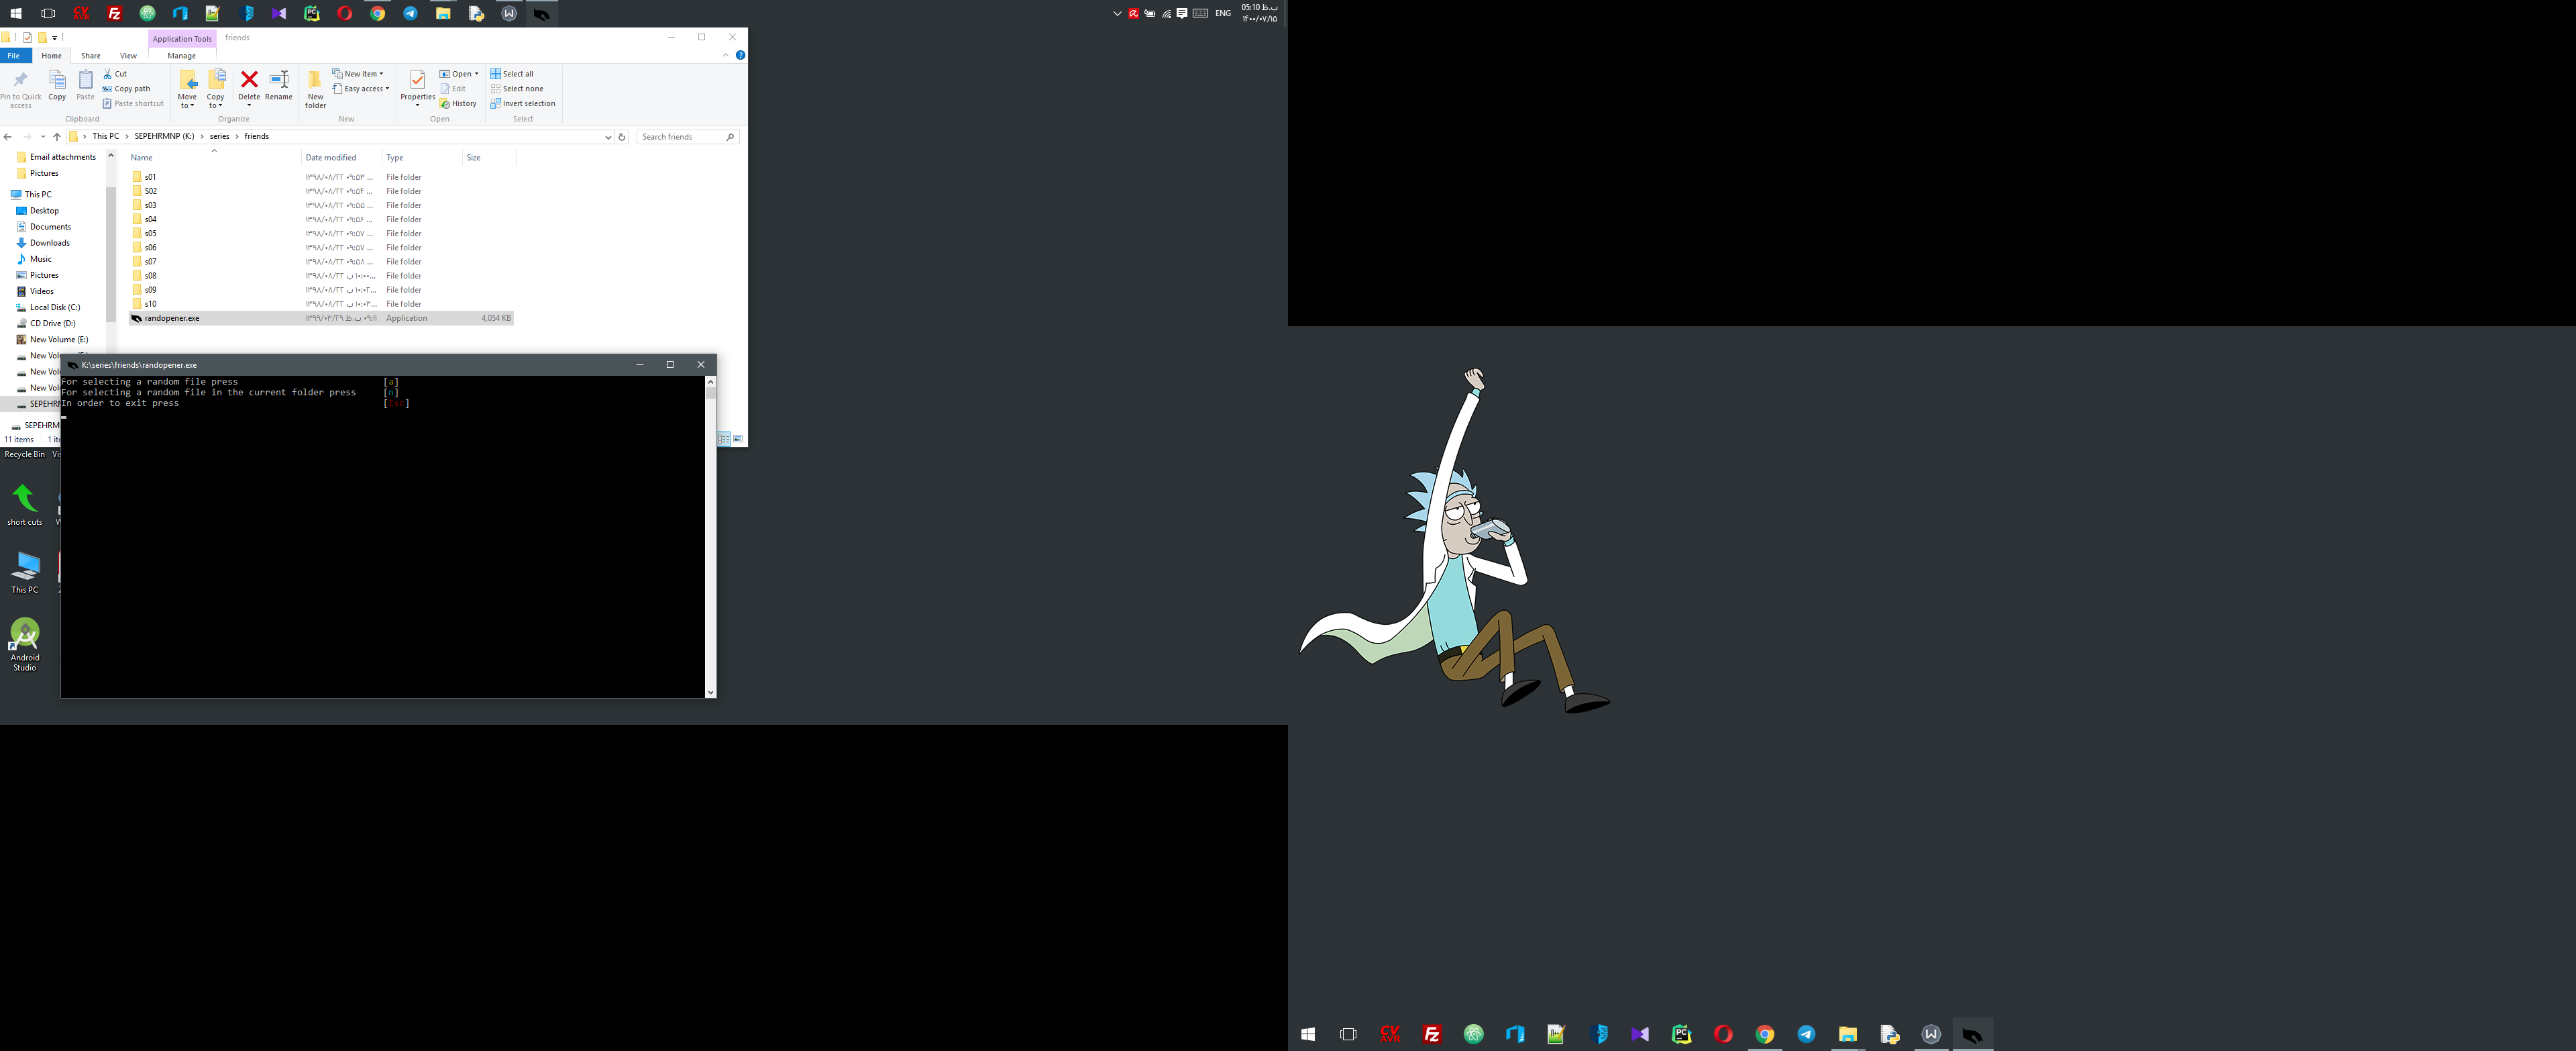 CV
AVR
FZ
PC
W
ENG
05:10 ب.ظ
۱۴۰۰/۰۷/۱۵
Application Tools
friends
File
Home
Share
View
Manage
Pin to Quick access
Copy
Paste
Cut
Copy path
Paste shortcut
Move to
Copy to
Delete
Rename
New folder
New item
Easy access
Properties
Open
Edit
History
Select all
Select none
Invert selection
Clipboard
Organize
New
Open
Select
This PC
SEPEHRMNP (K:)
series
friends
Search friends
Email attachments
Pictures
This PC
Desktop
Documents
Downloads
Music
Pictures
Videos
Local Disk (C:)
CD Drive (D:)
New Volume (E:)
New Vol
New Vol
New Vol
SEPEHR
SEPEHRM
11 items
Name
Date modified
Type
Size
s01 ۱۳۹۸/۰۸/۲۲ ۰۹:۵۳ ... File folder
S02 ۱۳۹۸/۰۸/۲۲ ۰۹:۵۴ ... File folder
s03 ۱۳۹۸/۰۸/۲۲ ۰۹:۵۵ ... File folder
s04 ۱۳۹۸/۰۸/۲۲ ۰۹:۵۶ ... File folder
s05 ۱۳۹۸/۰۸/۲۲ ۰۹:۵۷ ... File folder
s06 ۱۳۹۸/۰۸/۲۲ ۰۹:۵۷ ... File folder
s07 ۱۳۹۸/۰۸/۲۲ ۰۹:۵۸ ... File folder
s08 ۱۳۹۸/۰۸/۲۲ ۱۰:۰۰ ب... File folder
s09 ۱۳۹۸/۰۸/۲۲ ۱۰:۰۲ ب... File folder
s10 ۱۳۹۸/۰۸/۲۲ ۱۰:۰۳ ب... File folder
randopener.exe ۱۳۹۹/۰۳/۲۹ ۰۹:۱۱ ب.ظ Application 4,054 KB
K:\series\friends\randopener.exe
For selecting a random file press [a]
For selecting a random file in the current folder press [n]
In order to exit press [Esc]
Recycle Bin
short cuts
This PC
Android Studio
CV
AVR
FZ
PC
W